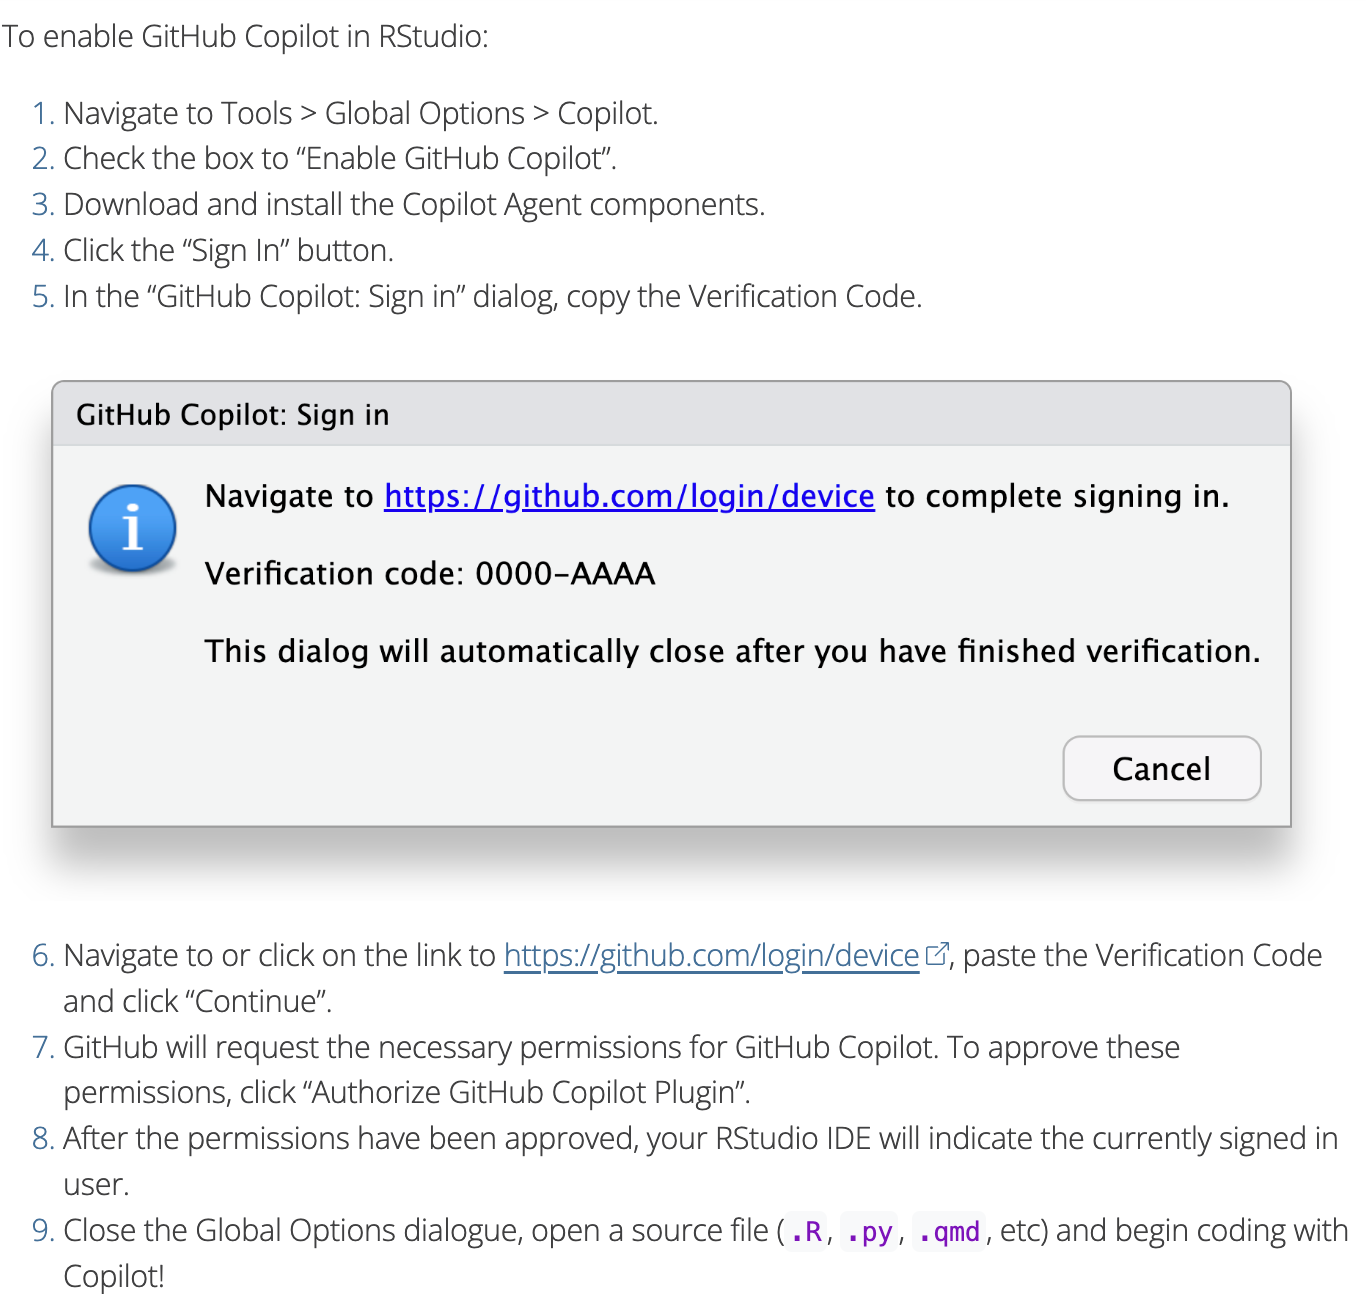 To enable GitHub Copilot in RStudio:
1. Navigate to Tools > Global Options > Copilot.
2. Check the box to “Enable GitHub Copilot”.
3. Download and install the Copilot Agent components.
4. Click the “Sign In” button.
5. In the “GitHub Copilot: Sign in” dialog, copy the Verification Code.
GitHub Copilot: Sign in
i
Navigate to https://github.com/login/device to complete signing in.
Verification code: 0000-AAAA
This dialog will automatically close after you have finished verification.
Cancel
6. Navigate to or click on the link to https://github.com/login/device, paste the Verification Code
and click “Continue”.
7. GitHub will request the necessary permissions for GitHub Copilot. To approve these
permissions, click “Authorize GitHub Copilot Plugin”.
8. After the permissions have been approved, your RStudio IDE will indicate the currently signed in
user.
9. Close the Global Options dialogue, open a source file (.R, .py, .qmd, etc) and begin coding with
Copilot!